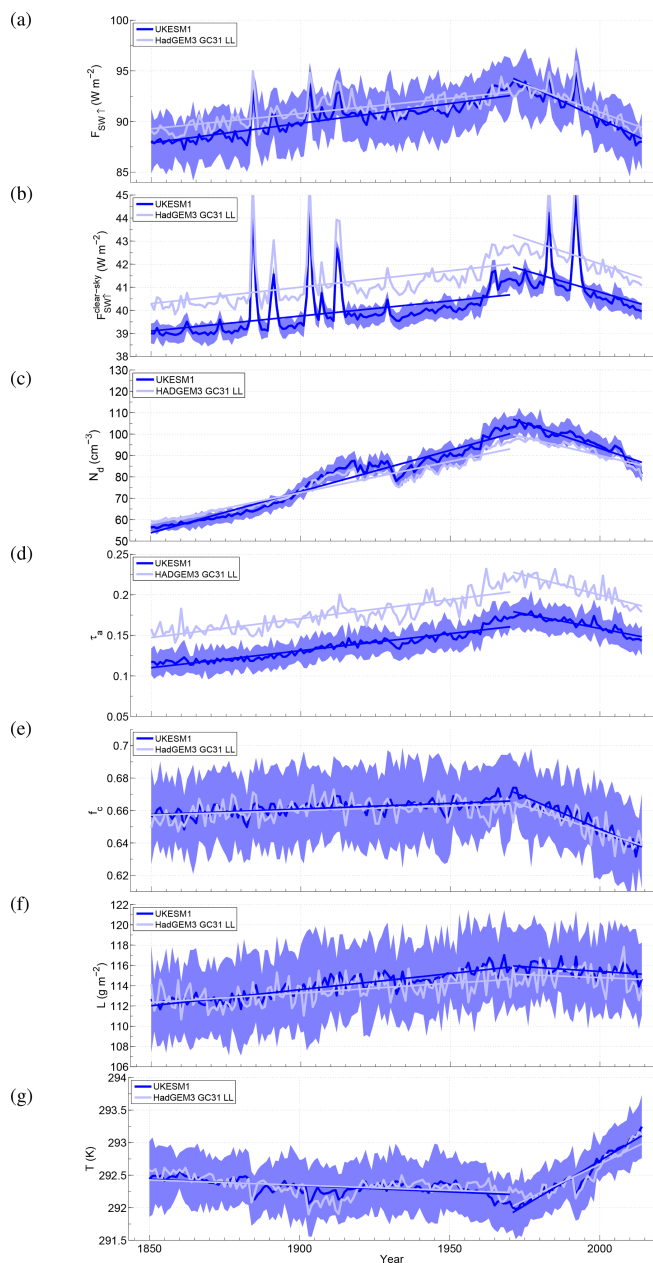 (a)
100
95
90
85
F SW ↑ (W m−2)
UKESM1
HadGEM3 GC31 LL
(b)
45
44
43
42
41
40
39
38
F SW↑ clear-sky (W m−2)
UKESM1
HadGEM3 GC31 LL
(c)
130
120
110
100
90
80
70
60
50
N d (cm−3)
UKESM1
HADGEM3 GC31 LL
(d)
0.25
0.2
0.15
0.1
0.05
τ a
UKESM1
HADGEM3 GC31 LL
(e)
0.7
0.68
0.66
0.64
0.62
f c
UKESM1
HadGEM3 GC31 LL
(f)
122
120
118
116
114
112
110
108
106
L (g m−2)
UKESM1
HadGEM3 GC31 LL
(g)
294
293.5
293
292.5
292
291.5
T (K)
UKESM1
HadGEM3 GC31 LL
1850 1900 1950 2000
Year